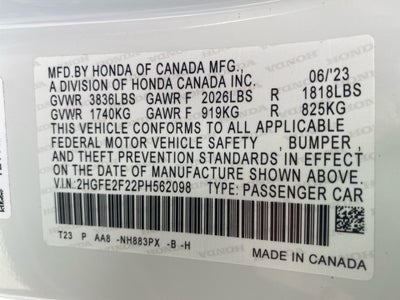 MFD.BY HONDA OF CANADA MFG.
A DIVISION OF HONDA CANADA INC. 06/'23
GVWR 3836LBS GAWR F 2026LBS R 1818LBS
GVWR 1740KG GAWR F 919KG R 825KG
THIS VEHICLE CONFORMS TO ALL APPLICABLE
FEDERAL MOTOR VEHICLE SAFETY , BUMPER ,
AND THEFT PREVENTION STANDARDS IN EFFECT
ON THE DATE OF MANUFACTURE SHOWN ABOVE.
V.I.N:2HGFE2F22PH562098 TYPE: PASSENGER CAR
T23 P AA8 -NH883PX -B -H
MADE IN CANADA